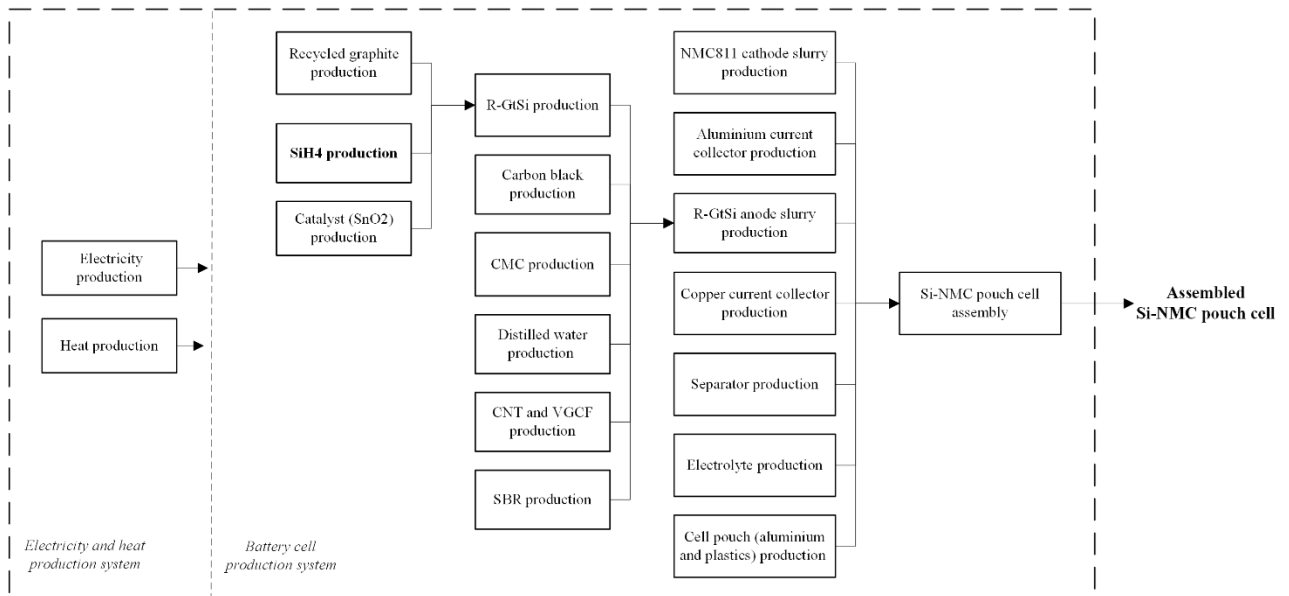 Electricity
production
Heat production
Electricity and heat
production system
Recycled graphite
production
SiH4 production
Catalyst (SnO2)
production
Battery cell
production system
R-GtSi production
Carbon black
production
CMC production
Distilled water
production
CNT and VGCF
production
SBR production
NMC811 cathode slurry
production
Aluminium current
collector production
R-GtSi anode slurry
production
Copper current collector
production
Separator production
Electrolyte production
Cell pouch (aluminium
and plastics) production
Si-NMC pouch cell
assembly
Assembled
Si-NMC pouch cell